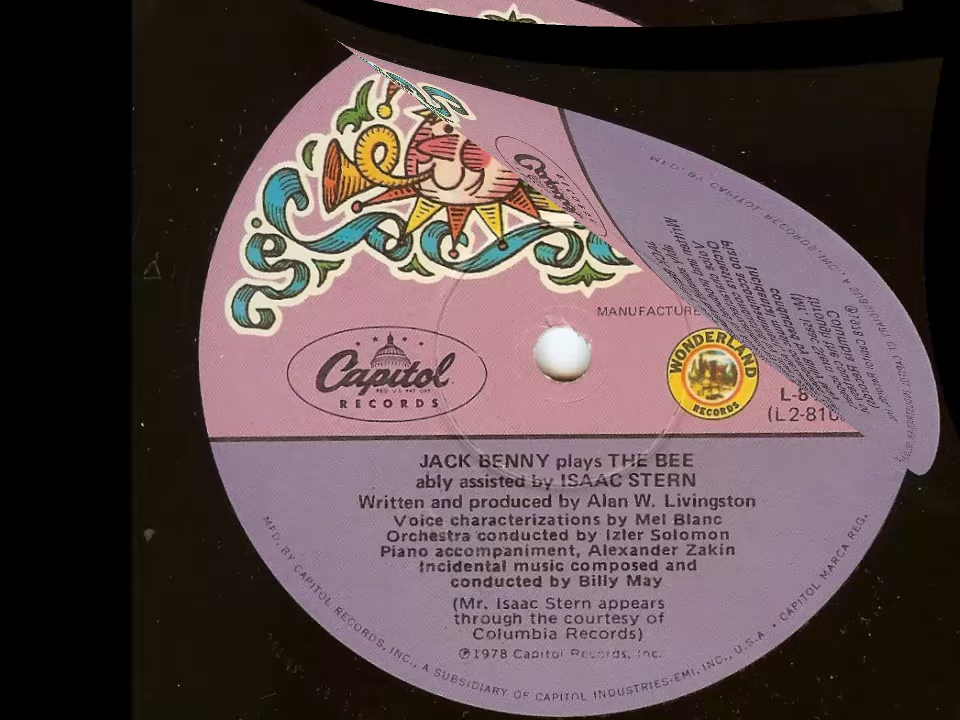 MANUFACTURE
Capitol
RECORDS
WONDERLAND
RECORDS
(L2-810
JACK BENNY plays THE BEE
ably assisted by ISAAC STERN
Written and produced by Alan W. Livingston
Voice characterizations by Mel Blanc
Orchestra conducted by Izler Solomon
Piano accompaniment, Alexander Zakin
Incidental music composed and
conducted by Billy May
(Mr. Isaac Stern appears
through the courtesy of
Columbia Records)
℗1978 Capitol Records, Inc.
MFD. BY CAPITOL RECORDS, INC., A SUBSIDIARY OF CAPITOL INDUSTRIES-EMI, INC., U.S.A. • CAPITOL MARCA REG.